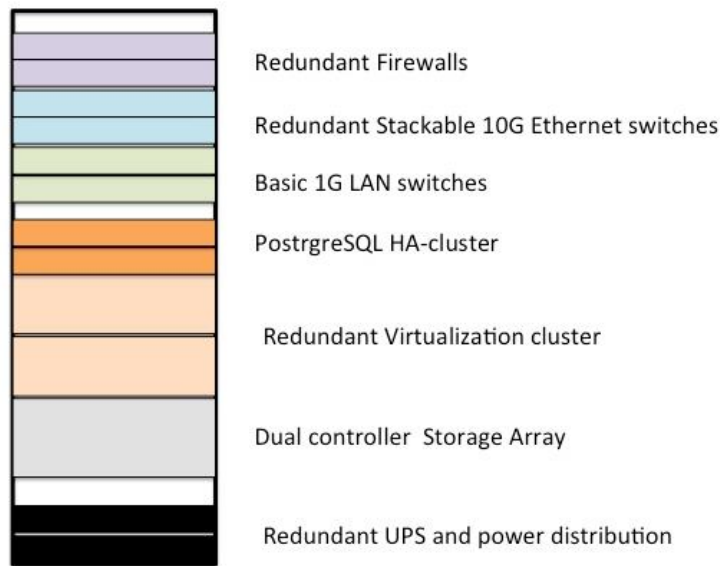 Redundant Firewalls
Redundant Stackable 10G Ethernet switches
Basic 1G LAN switches
PostrgreSQL HA-cluster
Redundant Virtualization cluster
Dual controller Storage Array
Redundant UPS and power distribution